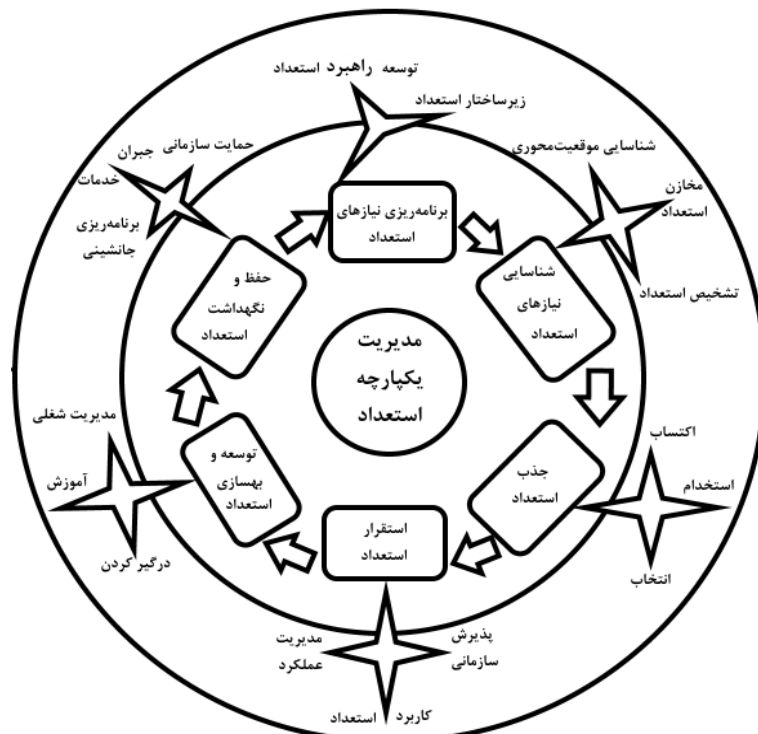 توسعه راهبرد استعداد
زیرساختار استعداد
شناسایی موقعیت‌محوری
مخازن
استعداد
تشخیص استعداد
حمایت سازمانی
جبران
خدمات
برنامه‌ریزی
جانشینی
برنامه‌ریزی نیازهای
استعداد
شناسایی
نیازهای
استعداد
حفظ و
نگهداشت
استعداد
مدیریت
یکپارچه
استعداد
مدیریت شغلی
آموزش
درگیر کردن
توسعه و
بهسازی
استعداد
جذب
استعداد
اکتساب
استخدام
انتخاب
استقرار
استعداد
پذیرش
سازمانی
مدیریت
عملکرد
کاربرد استعداد